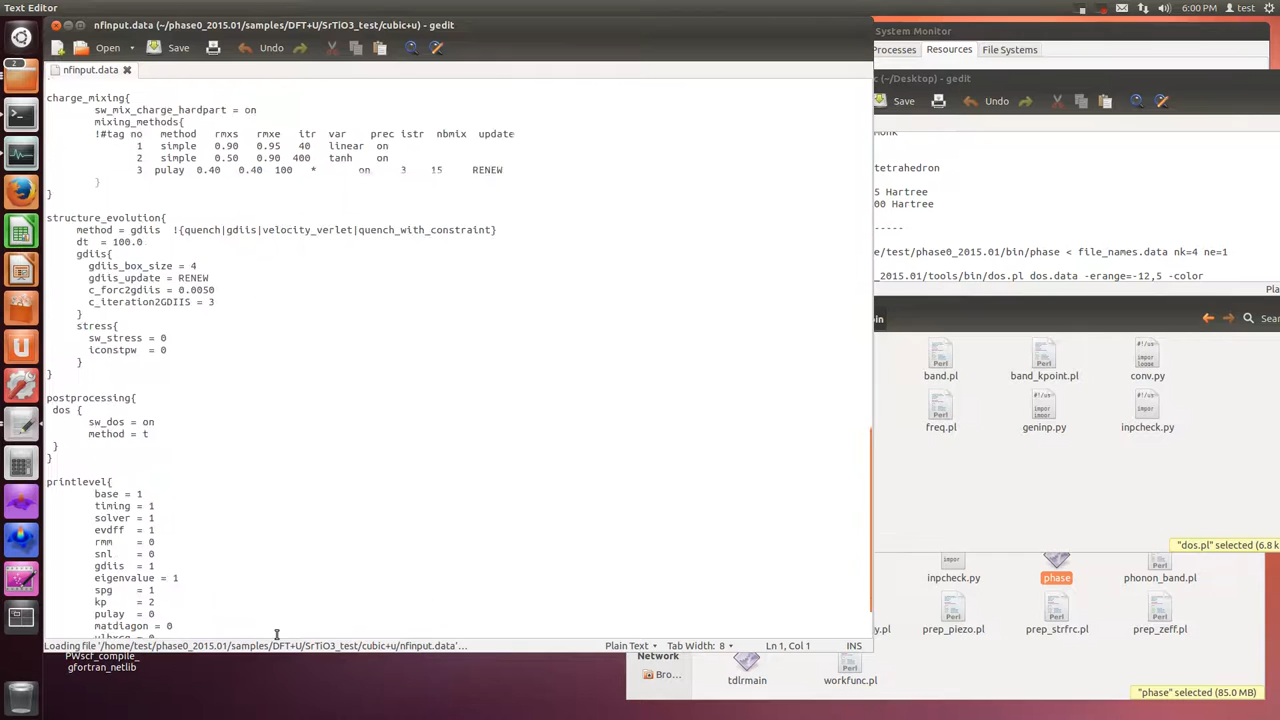 Text Editor
6:00 PM
test
nfinput.data (~/phase0_2015.01/samples/DFT+U/SrTiO3_test/cubic+u) - gedit
Open
Save
Undo
nfinput.data
charge_mixing{
sw_mix_charge_hardpart = on
mixing_methods{
!#tag no method rmxs rmxe itr var prec istr nbmix update
1 simple 0.90 0.95 40 linear on
2 simple 0.50 0.90 400 tanh on
3 pulay 0.40 0.40 100 * on 3 15 RENEW
}
}
structure_evolution{
method = gdiis !{quench|gdiis|velocity_verlet|quench_with_constraint}
dt = 100.0
gdiis{
gdiis_box_size = 4
gdiis_update = RENEW
c_forc2gdiis = 0.0050
c_iteration2GDIIS = 3
}
stress{
sw_stress = 0
iconstpw = 0
}
}
postprocessing{
dos {
sw_dos = on
method = t
}
}
printlevel{
base = 1
timing = 1
solver = 1
evdff = 1
rmm = 0
snl = 0
gdiis = 1
eigenvalue = 1
spg = 1
kp = 2
pulay = 0
matdiagon = 0
Loading file '/home/test/phase0_2015.01/samples/DFT+U/SrTiO3_test/cubic+u/nfinput.data'...
Plain Text
Tab Width: 8
Ln 1, Col 1
INS
PWscf_compile_
gfortran_netlib
System Monitor
Processes
Resources
File Systems
c (~/Desktop) - gedit
Save
Undo
Monk
tetrahedron
5 Hartree
00 Hartree
-----
e/test/phase0_2015.01/bin/phase < file_names.data nk=4 ne=1
_2015.01/tools/bin/dos.pl dos.data -erange=-12,5 -color
Pla
in
Sear
band.pl
band_kpoint.pl
conv.py
freq.pl
geninp.py
inpcheck.py
"dos.pl" selected (6.8 k
inpcheck.py
phase
phonon_band.pl
y.pl
prep_piezo.pl
prep_strfrc.pl
prep_zeff.pl
Network
Bro...
tdlrmain
workfunc.pl
"phase" selected (85.0 MB)